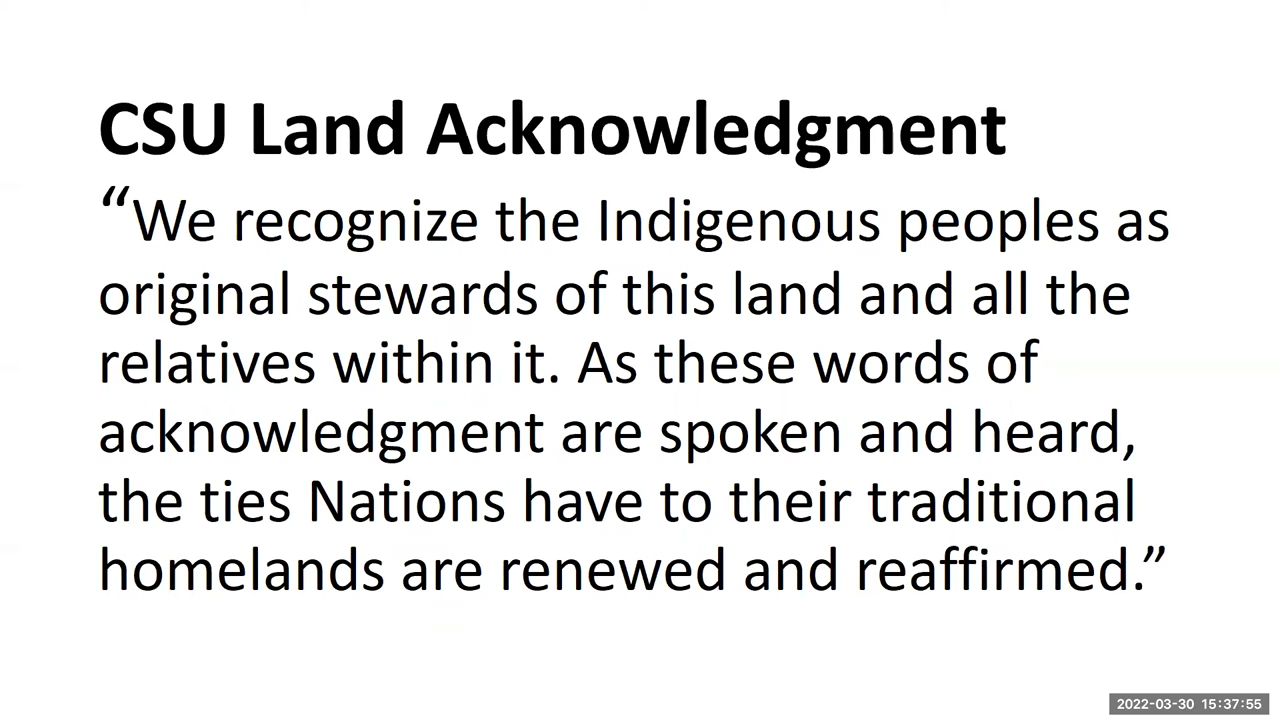 CSU Land Acknowledgment
“We recognize the Indigenous peoples as
original stewards of this land and all the
relatives within it. As these words of
acknowledgment are spoken and heard,
the ties Nations have to their traditional
homelands are renewed and reaffirmed.”
2022-03-30 15:37:55